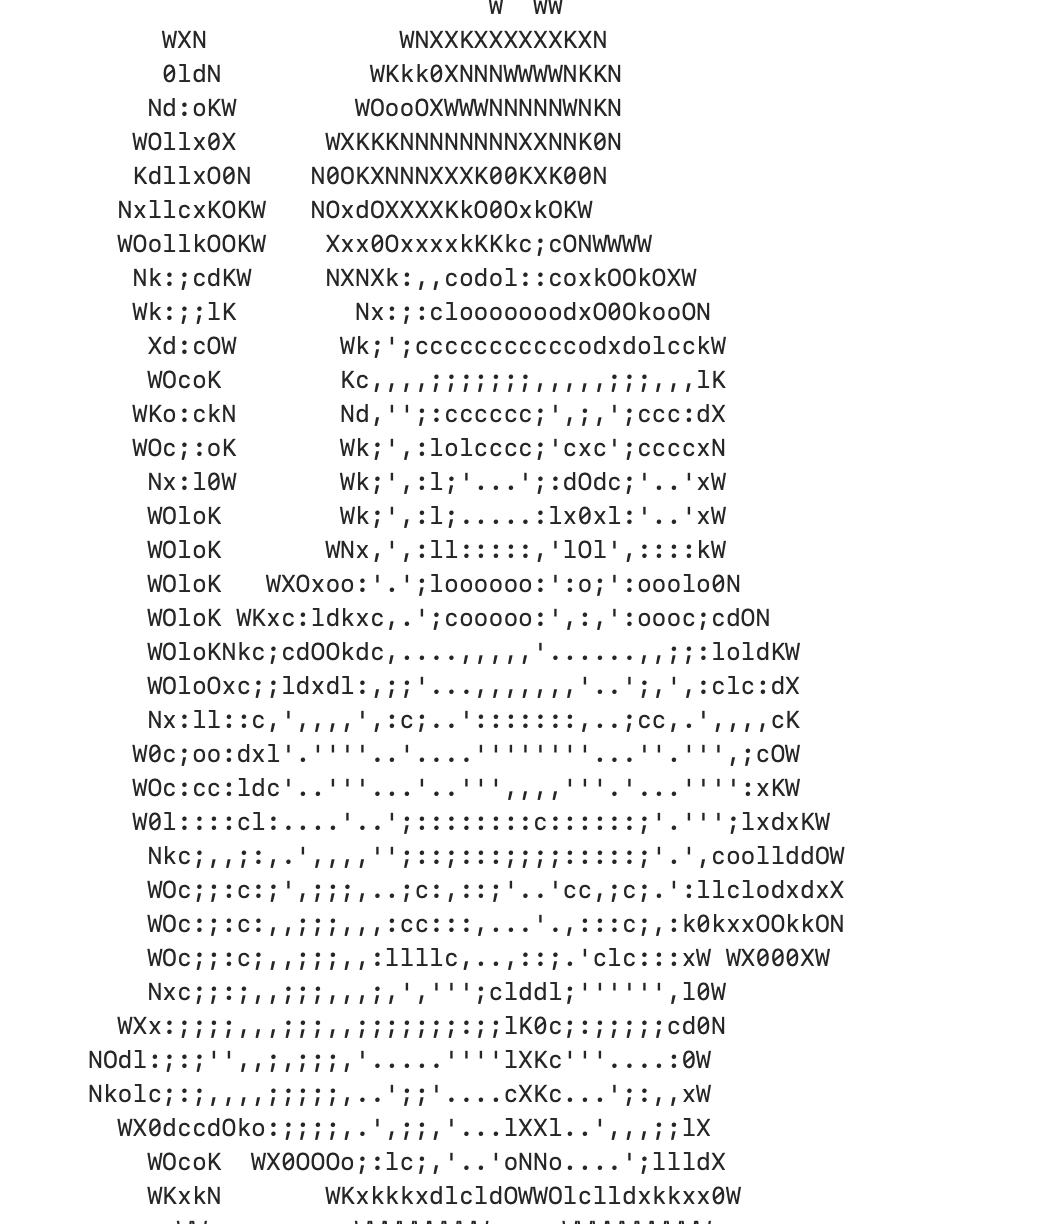 W  WW
WXN             WNXXKXXXXXXKXN
0ldN          WKkk0XNNNWWWWNKKN
Nd:oKW        WOooOXWWWNNNNNWNKN
WOllx0X      WXKKKNNNNNNNNXXNNK0N
KdllxO0N    N0OKXNNNXXXK00KXK00N
NxllcxKOKW   NOxdOXXXXKkO0OxkOKW
WOollkOOKW    Xxx0OxxxxkKKkc;cONWWWW
Nk:;cdKW     NXNXk:,,codol::coxkOOkOXW
Wk:;;lK        Nx:;:clooooooodxO0OkooON
Xd:cOW       Wk;';cccccccccccodxdolcckW
WOcoK        Kc,,,,;;;;;;;,,,,,;;;,,,lK
WKo:ckN       Nd,'';:cccccc;',;,';ccc:dX
WOc;:oK       Wk;',:lolcccc;'cxc';ccccxN
Nx:l0W       Wk;',:l;'...';:dOdc;'..'xW
WOloK        Wk;',:l;.....:lx0xl:'..'xW
WOloK       WNx,',:ll:::::,'lOl',::::kW
WOloK   WXOxoo:'.';loooooo:':o;':ooolo0N
WOloK WKxc:ldkxc,.';cooooo:',:,':oooc;cdON
WOloKNkc;cdOOkdc,....,,,,,'......,,;;:loldKW
WOloOxc;;ldxdl:,;;'...,,,,,,,'..';,',:clc:dX
Nx:ll::c,',,,,',:c;..':::::::,..;cc,.',,,,cK
W0c;oo:dxl'.''''..'....''''''''...''.''',;cOW
WOc:cc:ldc'..'''...'..''',,,,'''.'...'''':xKW
W0l::::cl:....'..';::::::::c::::::;'.''';lxdxKW
Nkc;,,;:,.',,,,'';::;:::;;;;:::::;'.',coollddOW
WOc;;:c:;',;;;,..;c:,::;'..'cc,;c;.':llclodxdxX
WOc:;:c:,,;;;,,,:cc:::,...'.,:::c;,:k0kxxOOkkON
WOc;;:c;,,;;;,,:llllc,..,::;.'clc:::xW WX000XW
Nxc;;:;,,;;;,,,;,',''';clddl;'''''',l0W
WXx:;;;;,,,;;;,,;;;;;;;:;;lK0c;:;;;;cd0N
NOdl:;:;'',,;,;;;,'.....''''lXKc'''....:0W
Nkolc;:;,,,,;;;;;,..';;'....cXKc...';:,,xW
WX0dccdOko:;;;;,.',;;,'...lXXl..',,,;;lX
WOcoK  WX0OOOo;:lc;,'..'oNNo....';llldX
WKxkN       WKxkkkxdlcldOWWOlclldxkkxx0W